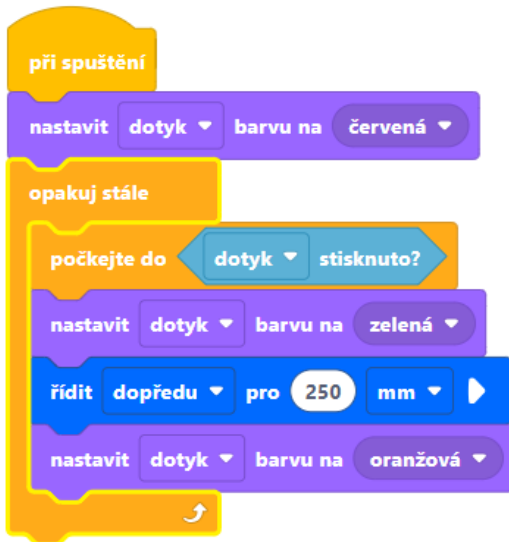 při spuštění
nastavit dotyk barvu na červená
opakuj stále
počkejte do dotyk stisknuto?
nastavit dotyk barvu na zelená
řídit dopředu pro 250 mm
nastavit dotyk barvu na oranžová